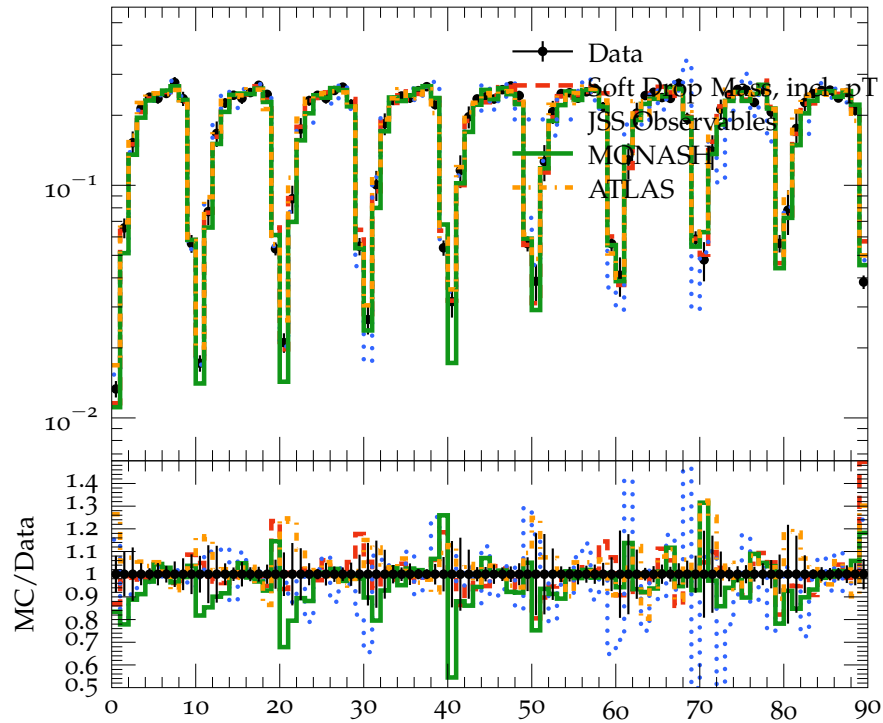 10⁻¹
10⁻²
Data
Soft Drop Mass, incl. pT
JSS Observables
MONASH
ATLAS
MC/Data
1.4
1.3
1.2
1.1
1
0.9
0.8
0.7
0.6
0.5
0 10 20 30 40 50 60 70 80 90